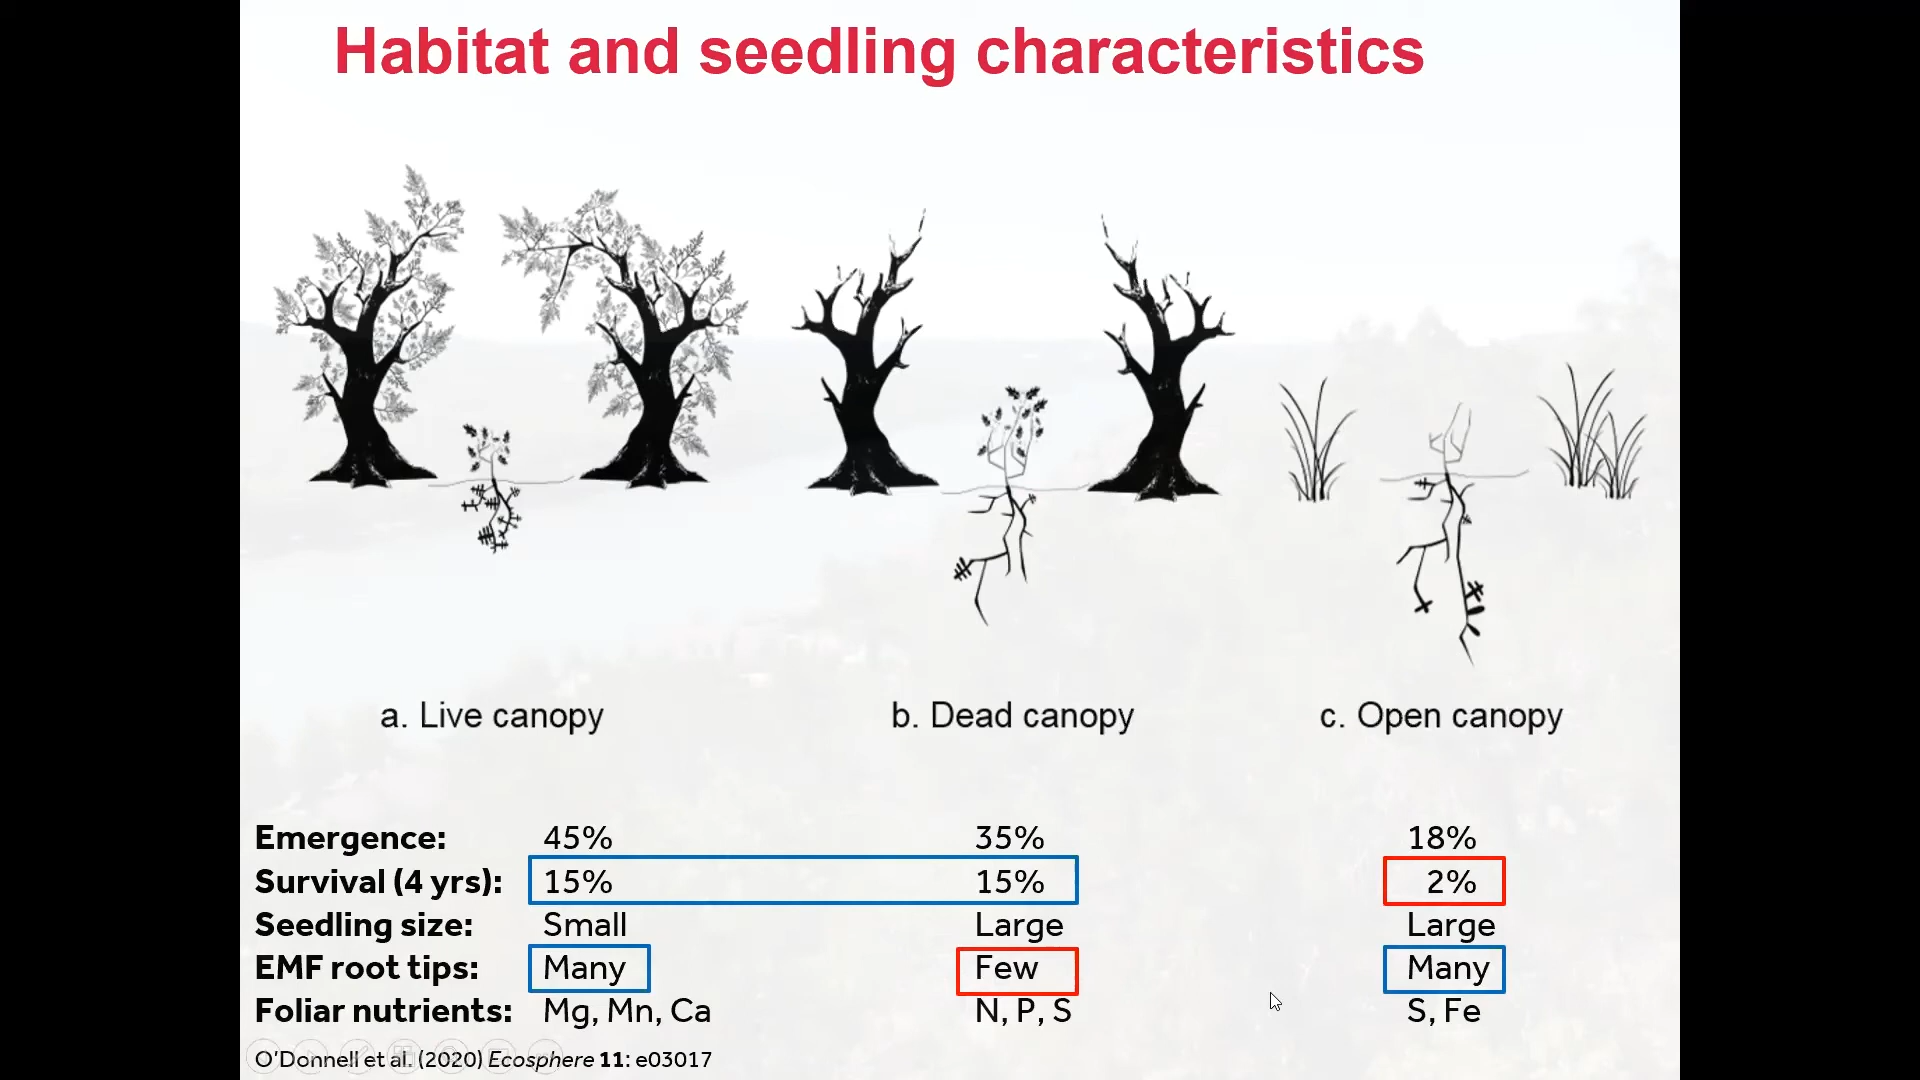 Habitat and seedling characteristics
a. Live canopy b. Dead canopy c. Open canopy
Emergence: 45% 35% 18%
Survival (4 yrs): 15% 15% 2%
Seedling size: Small Large Large
EMF root tips: Many Few Many
Foliar nutrients: Mg, Mn, Ca N, P, S S, Fe
O'Donnell et al. (2020) Ecosphere 11: e03017